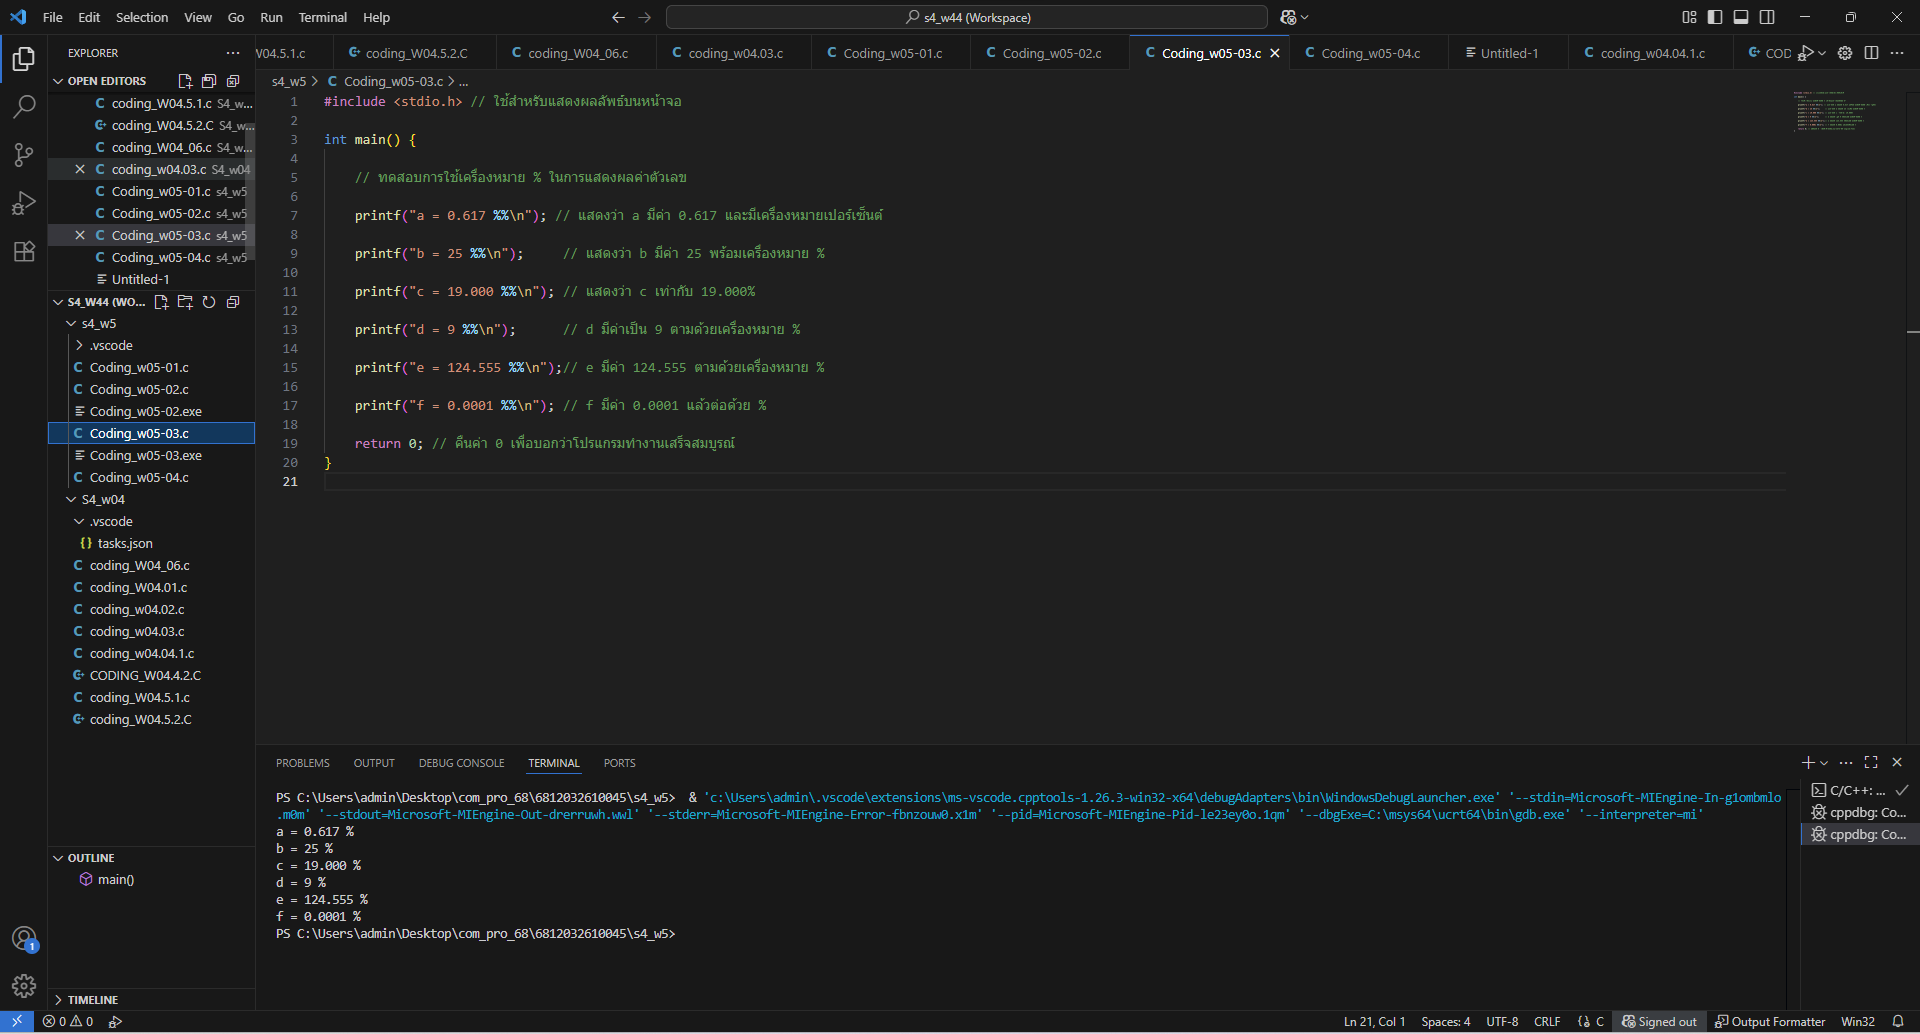 File Edit Selection View Go Run Terminal Help
s4_w44 (Workspace)
EXPLORER
OPEN EDITORS
coding_W04.5.1.c S4_w...
coding_W04.5.2.C S4_w...
coding_W04_06.c S4_w...
coding_w04.03.c S4_w04
Coding_w05-01.c s4_w5
Coding_w05-02.c s4_w5
Coding_w05-03.c s4_w5
Coding_w05-04.c s4_w5
Untitled-1
S4_W44 (WO...
s4_w5
.vscode
Coding_w05-01.c
Coding_w05-02.c
Coding_w05-02.exe
Coding_w05-03.c
Coding_w05-03.exe
Coding_w05-04.c
S4_w04
.vscode
{} tasks.json
coding_W04_06.c
coding_W04.01.c
coding_w04.02.c
coding_w04.03.c
coding_w04.04.1.c
CODING_W04.4.2.C
coding_W04.5.1.c
coding_W04.5.2.C
OUTLINE
main()
TIMELINE
W04.5.1.c coding_W04.5.2.C coding_W04_06.c coding_w04.03.c Coding_w05-01.c Coding_w05-02.c Coding_w05-03.c Coding_w05-04.c Untitled-1 coding_w04.04.1.c COD
s4_w5 > C Coding_w05-03.c > ...
1 #include <stdio.h> // ใช้สำหรับแสดงผลลัพธ์บนหน้าจอ
2
3 int main() {
4
5 // ทดสอบการใช้เครื่องหมาย % ในการแสดงผลค่าตัวเลข
6
7 printf("a = 0.617 %%\n"); // แสดงว่า a มีค่า 0.617 และมีเครื่องหมายเปอร์เซ็นต์
8
9 printf("b = 25 %%\n"); // แสดงว่า b มีค่า 25 พร้อมเครื่องหมาย %
10
11 printf("c = 19.000 %%\n"); // แสดงว่า c เท่ากับ 19.000%
12
13 printf("d = 9 %%\n"); // d มีค่าเป็น 9 ตามด้วยเครื่องหมาย %
14
15 printf("e = 124.555 %%\n");// e มีค่า 124.555 ตามด้วยเครื่องหมาย %
16
17 printf("f = 0.0001 %%\n"); // f มีค่า 0.0001 แล้วต่อด้วย %
18
19 return 0; // คืนค่า 0 เพื่อบอกว่าโปรแกรมทำงานเสร็จสมบูรณ์
20 }
21
PROBLEMS OUTPUT DEBUG CONSOLE TERMINAL PORTS
PS C:\Users\admin\Desktop\com_pro_68\6812032610045\s4_w5> & 'c:\Users\admin\.vscode\extensions\ms-vscode.cpptools-1.26.3-win32-x64\debugAdapters\bin\WindowsDebugLauncher.exe' '--stdin=Microsoft-MIEngine-In-g1ombmlo
.m0m' '--stdout=Microsoft-MIEngine-Out-drerruwh.wwl' '--stderr=Microsoft-MIEngine-Error-fbnzouw0.x1m' '--pid=Microsoft-MIEngine-Pid-le23ey0o.1qm' '--dbgExe=C:\msys64\ucrt64\bin\gdb.exe' '--interpreter=mi'
a = 0.617 %
b = 25 %
c = 19.000 %
d = 9 %
e = 124.555 %
f = 0.0001 %
PS C:\Users\admin\Desktop\com_pro_68\6812032610045\s4_w5>
C/C++: ...
cppdbg: Co...
cppdbg: Co...
1
0 0
Ln 21, Col 1 Spaces: 4 UTF-8 CRLF {} C Signed out Output Formatter Win32